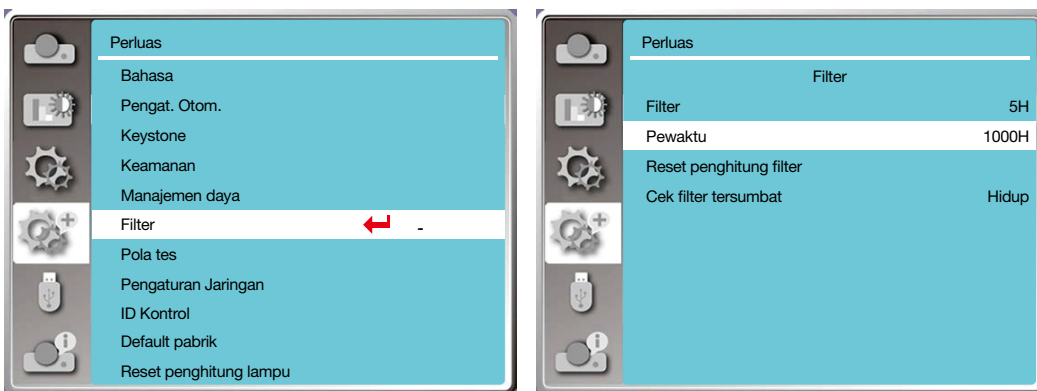 Perluas
Bahasa
Pengat. Otom.
Keystone
Keamanan
Manajemen daya
Filter -
Pola tes
Pengaturan Jaringan
ID Kontrol
Default pabrik
Reset penghitung lampu
Perluas
Filter
Filter 5H
Pewaktu 1000H
Reset penghitung filter
Cek filter tersumbat Hidup